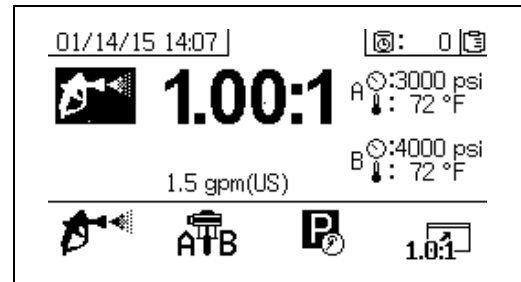 01/14/15 14:07 : 0
1.00:1
A :3000 psi
: 72 °F
B :4000 psi
: 72 °F
1.5 gpm(US)
A B P 1.0:1